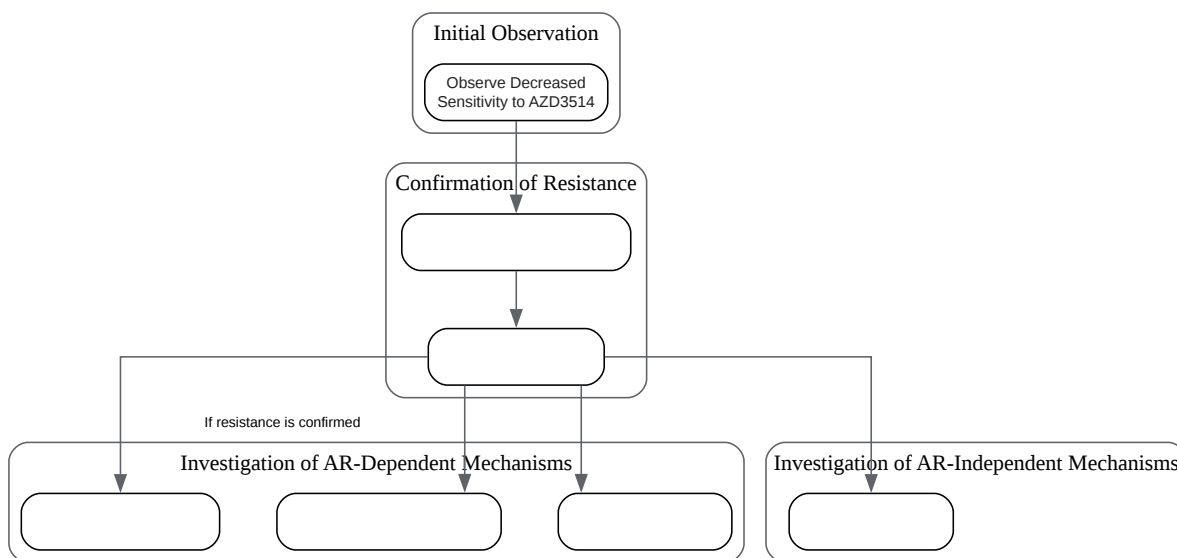 Initial Observation
Observe Decreased
Sensitivity to AZD3514
Confirmation of Resistance
If resistance is confirmed
Investigation of AR-Dependent Mechanisms
Investigation of AR-Independent Mechanisms